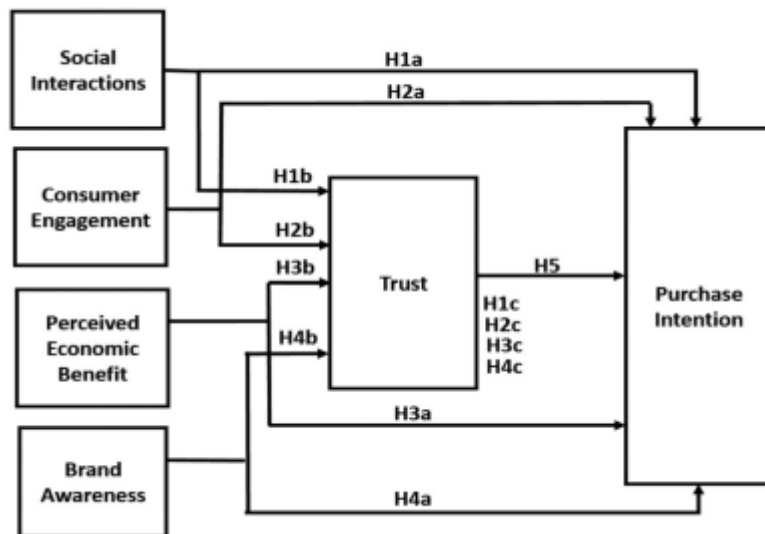 Social
Interactions
H1a
H2a
Consumer
Engagement
H1b
H2b
H3b
Trust
H5
H1c
H2c
H3c
H4c
Purchase
Intention
Perceived
Economic
Benefit
H4b
H3a
Brand
Awareness
H4a